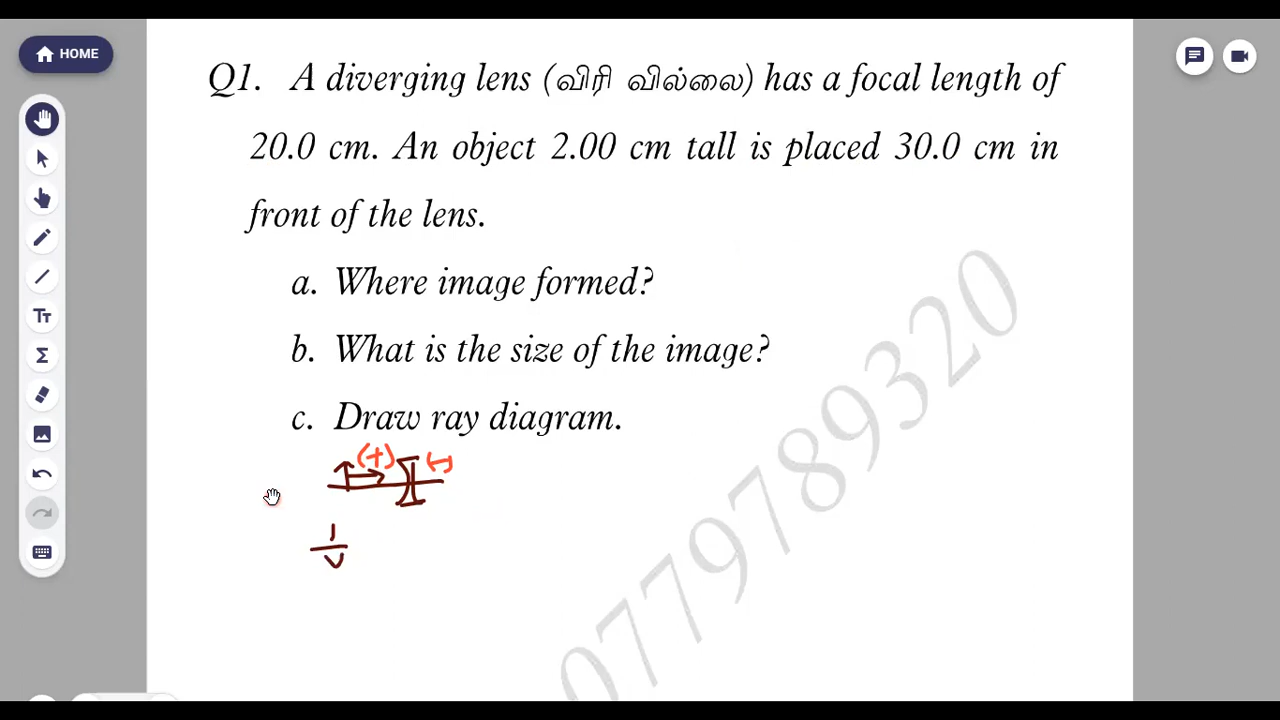 HOME
Q1. A diverging lens (விரி வில்லை) has a focal length of
20.0 cm. An object 2.00 cm tall is placed 30.0 cm in
front of the lens.
a. Where image formed?
b. What is the size of the image?
c. Draw ray diagram.
(+) (-)
1
v
0779789320
Tт
Σ